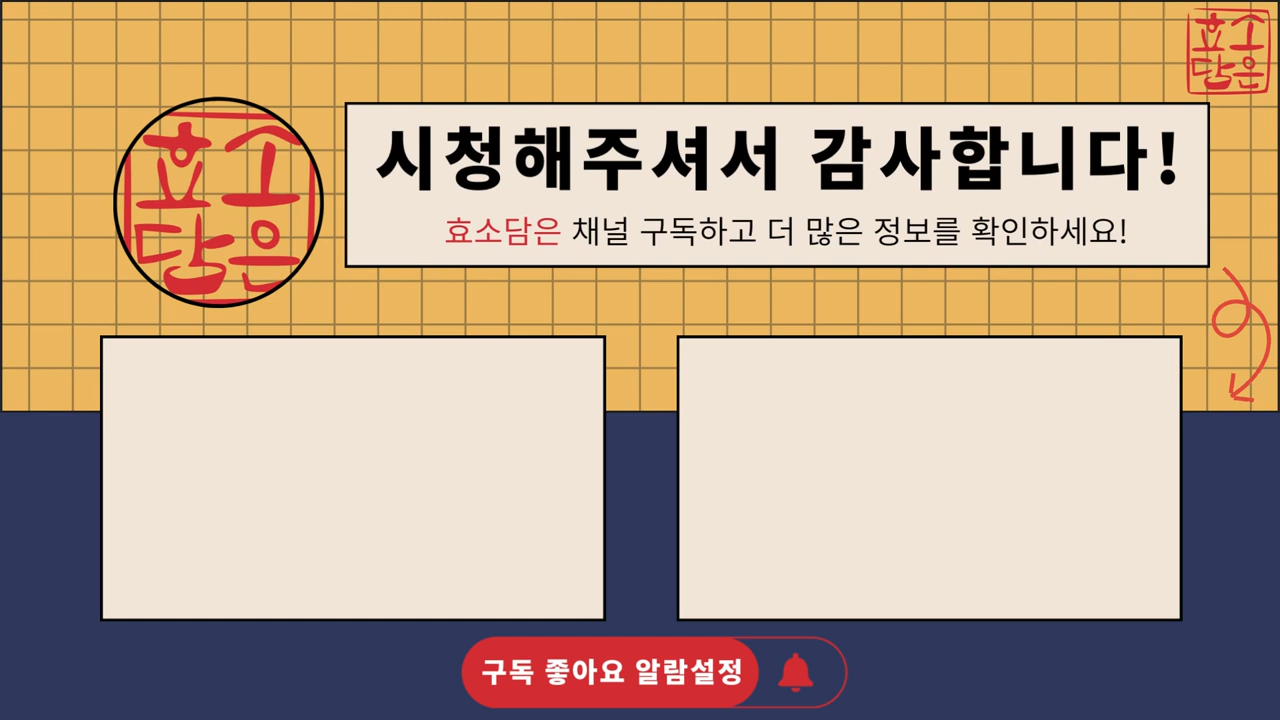 효소
담은
효소
담은
시청해주셔서 감사합니다!
효소담은 채널 구독하고 더 많은 정보를 확인하세요!
구독 좋아요 알람설정